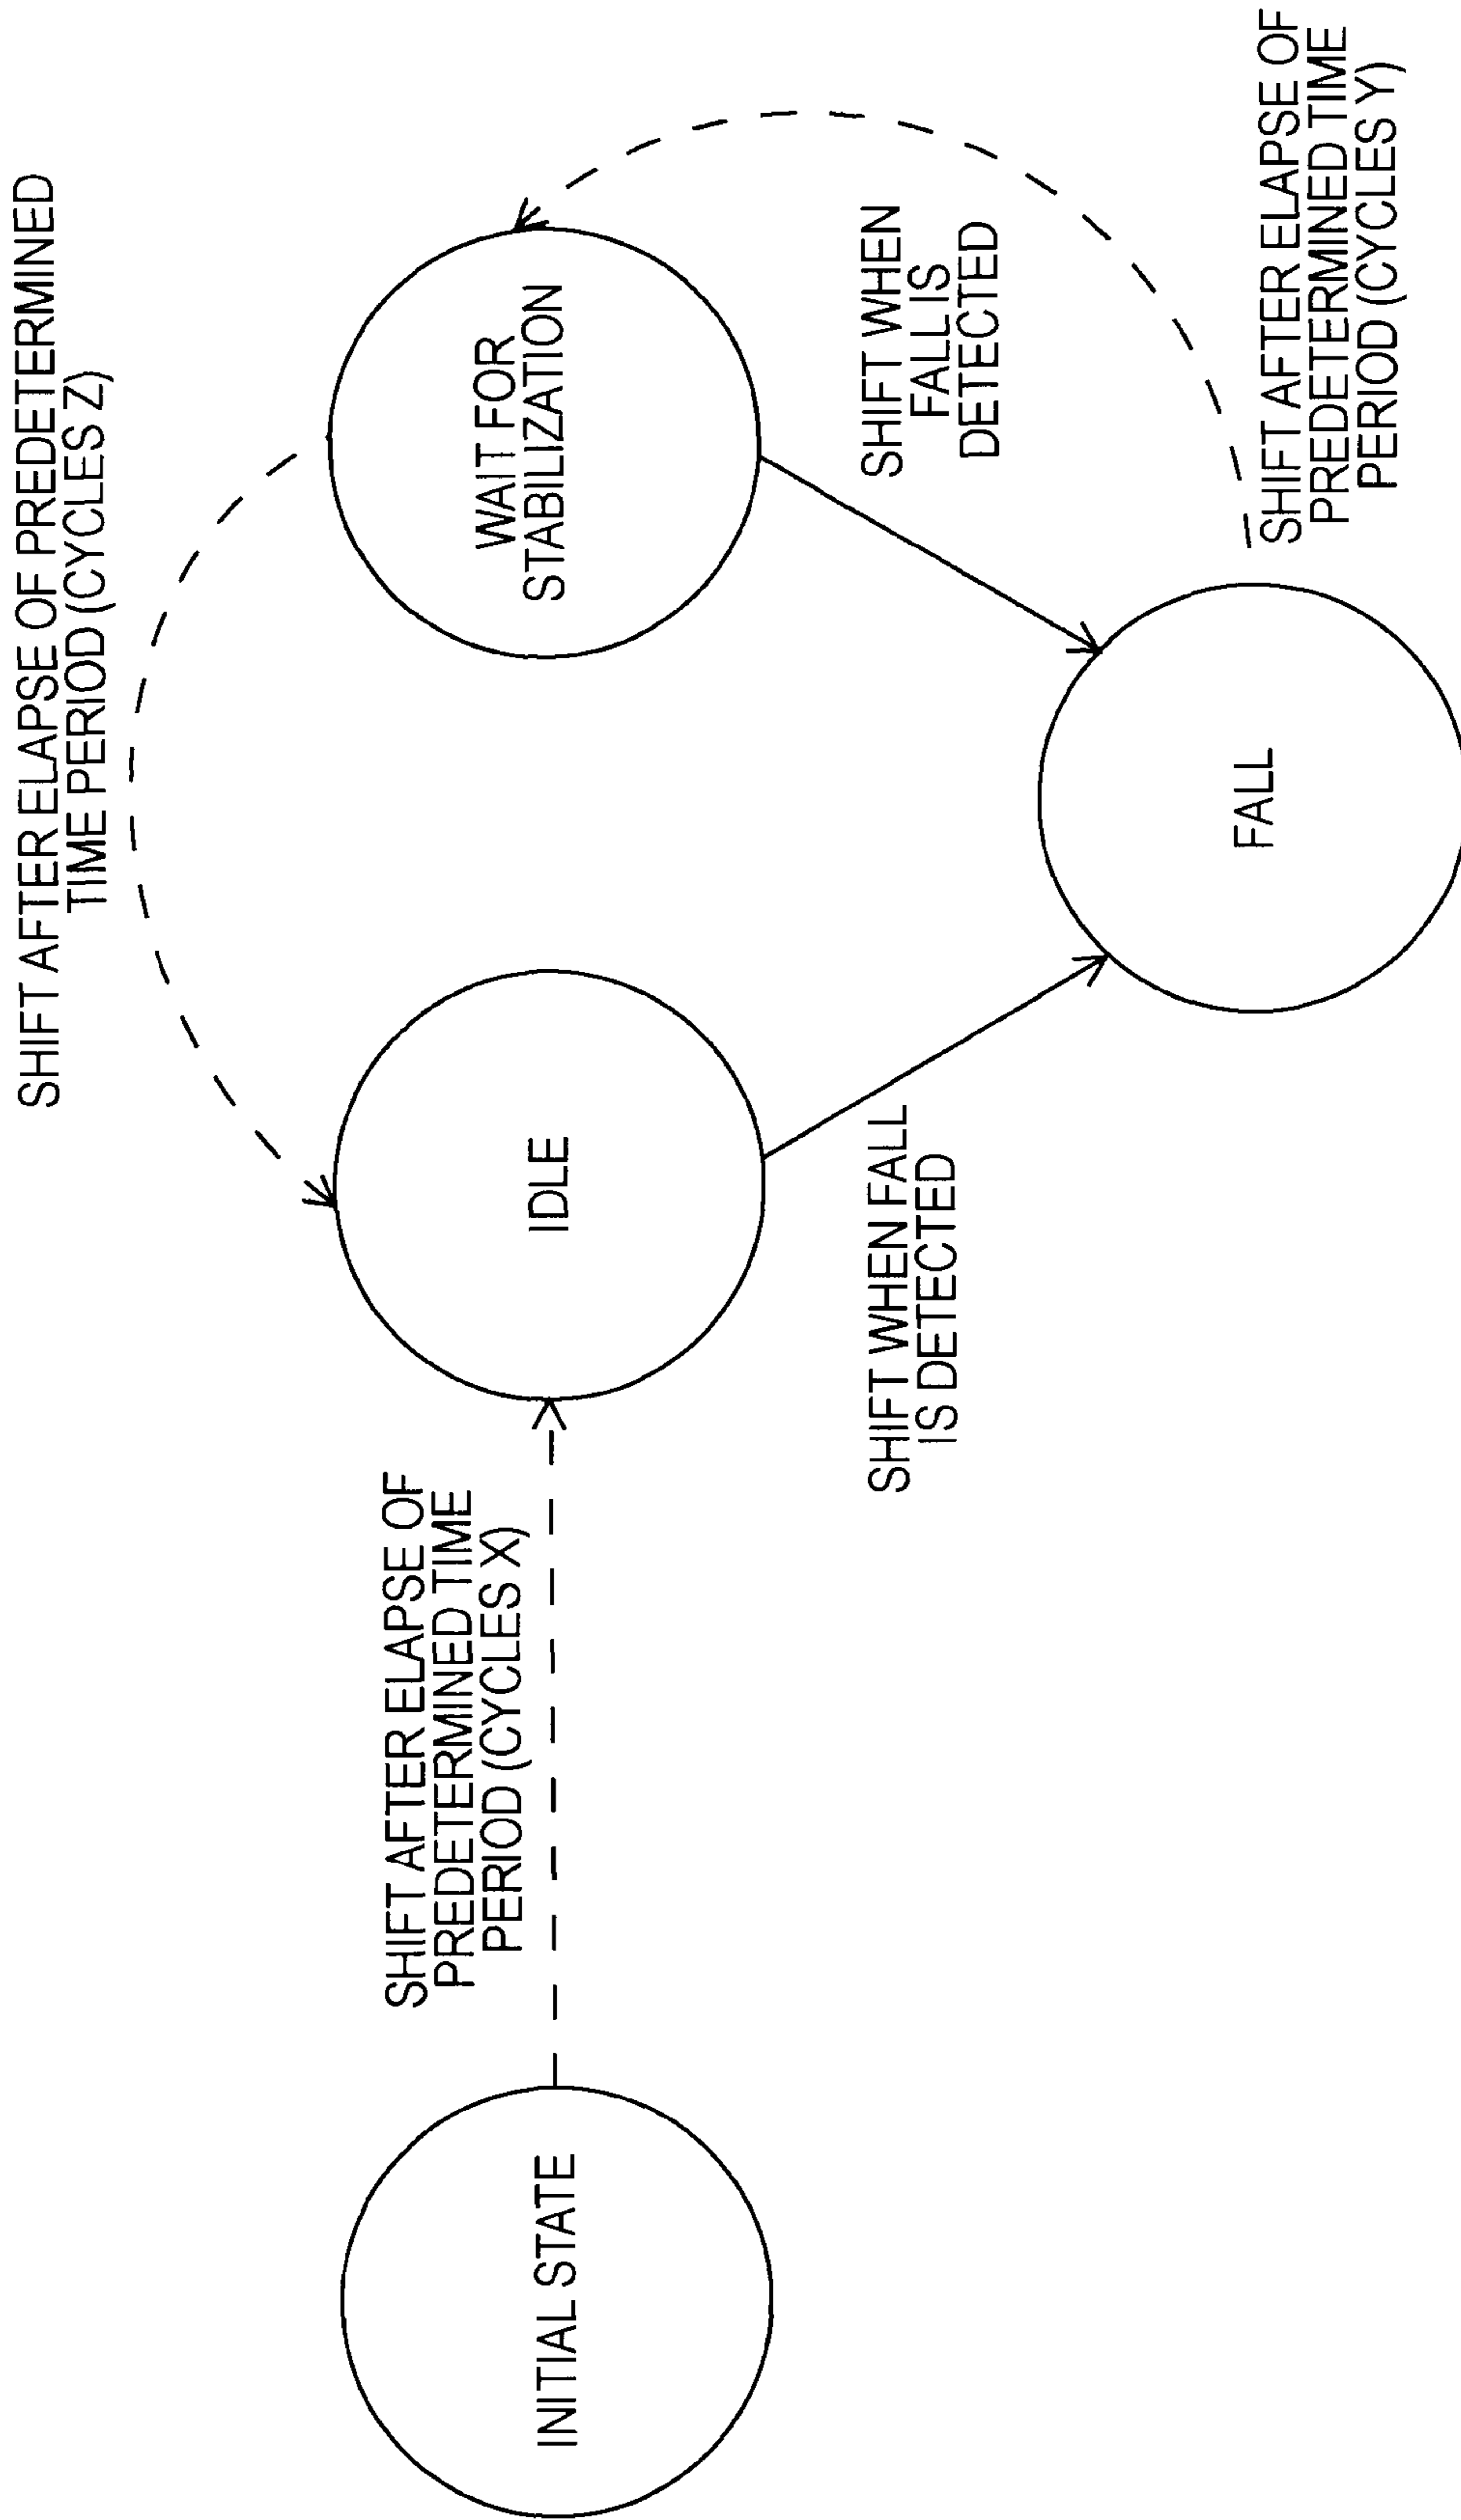 SHIFT AFTER ELAPSE OF PREDETERMINED
TIME PERIOD (CYCLES Z)
SHIFT AFTER ELAPSE OF
PREDETERMINED TIME
PERIOD (CYCLES X)
INITIAL STATE
IDLE
WAIT FOR
STABILIZATION
SHIFT WHEN FALL
IS DETECTED
SHIFT WHEN
FALL IS
DETECTED
FALL
SHIFT AFTER ELAPSE OF
PREDETERMINED TIME
PERIOD (CYCLES Y)